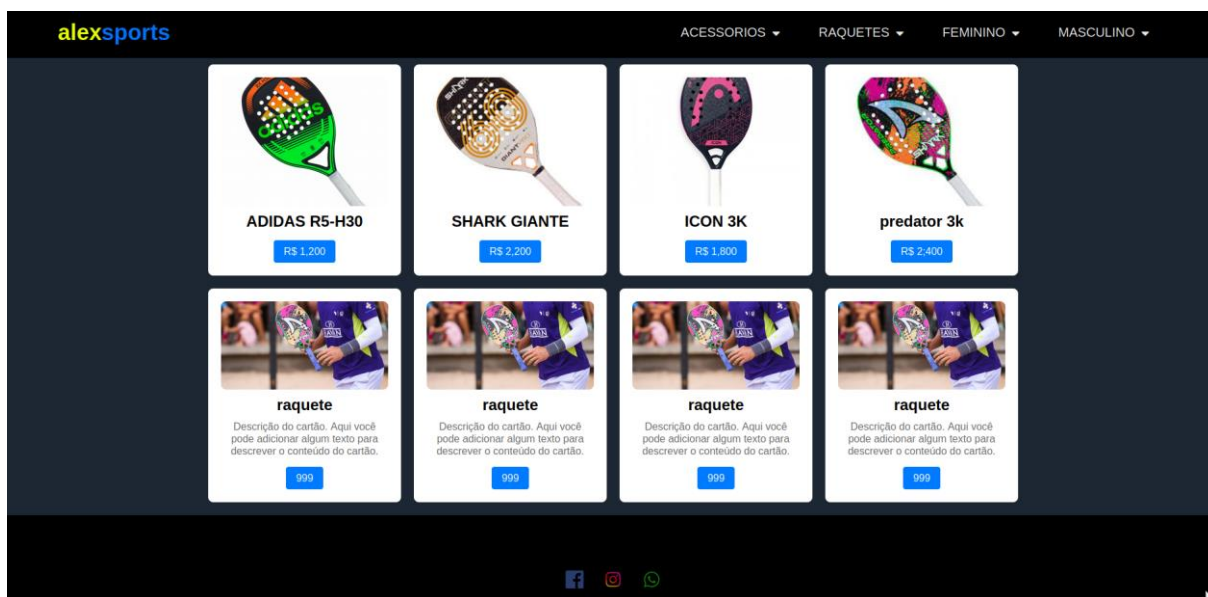 alexsports
ACESSORIOS
RAQUETES
FEMININO
MASCULINO
adidas
SHARK
GIANT
ICON
ADIDAS R5-H30
SHARK GIANTE
ICON 3K
predator 3k
R$ 1,200
R$ 2,200
R$ 1,800
R$ 2;400
raquete
raquete
raquete
raquete
Descrição do cartão. Aqui você
pode adicionar algum texto para
descrever o conteúdo do cartão.
Descrição do cartão. Aqui você
pode adicionar algum texto para
descrever o conteúdo do cartão.
Descrição do cartão. Aqui você
pode adicionar algum texto para
descrever o conteúdo do cartão.
Descrição do cartão. Aqui você
pode adicionar algum texto para
descrever o conteúdo do cartão.
999
999
999
999